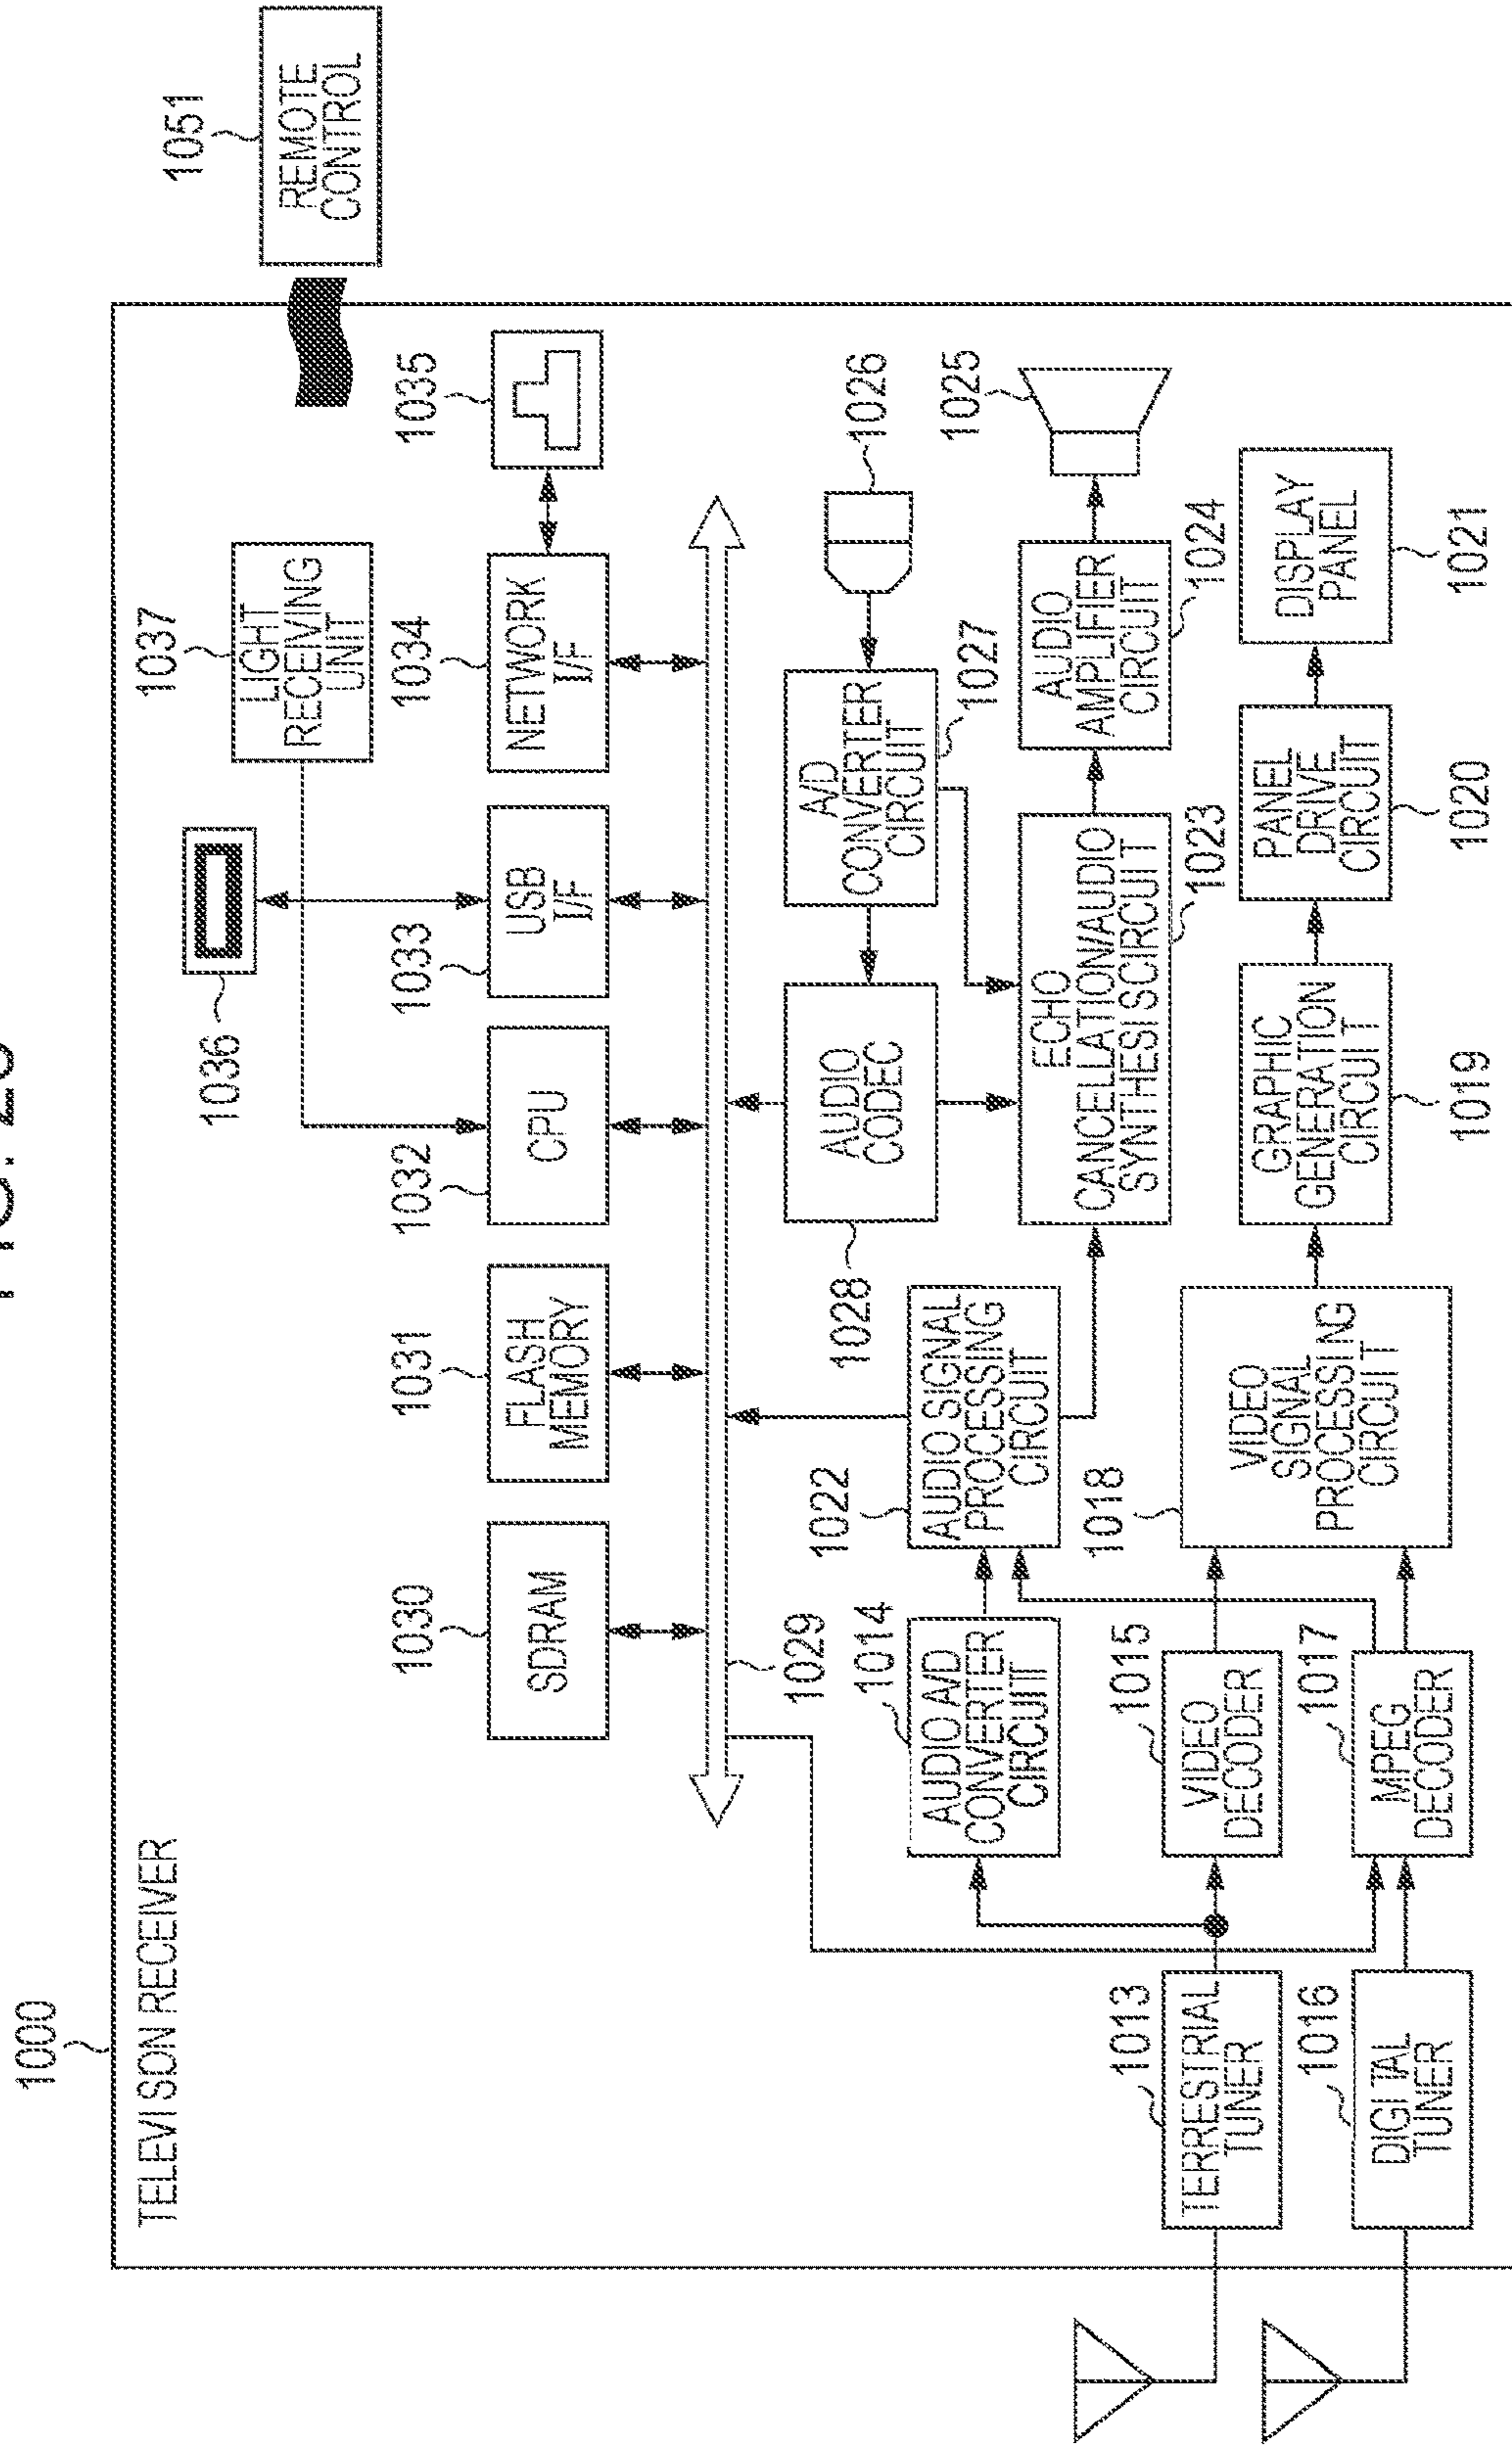 1000
TELEVISON RECEIVER
1051
REMOTE
CONTROL
1037
LIGHT
RECEIVING
UNIT
1036
1035
1030
SDRAM
1031
FLASH
MEMORY
1032
CPU
1033
USB
I/F
1034
NETWORK
I/F
1029
1028
AUDIO
CODEC
A/D
CONVERTER
CIRCUIT
1027
1026
1014
AUDIO A/D
CONVERTER
CIRCUIT
1022
AUDIO SIGNAL
PROCESSING
CIRCUIT
ECHO
CANCELLATION/AUDIO
SYNTHESISCIRCUIT
1023
AUDIO
AMPLIFIER
CIRCUIT
1024
1025
1013
TERRESTRIAL
TUNER
1015
VIDEO
DECODER
1018
VIDEO
SIGNAL
PROCESSING
CIRCUIT
1016
DIGITAL
TUNER
1017
MPEG
DECODER
GRAPHIC
GENERATION
CIRCUIT
1019
PANEL
DRIVE
CIRCUIT
1020
DISPLAY
PANEL
1021